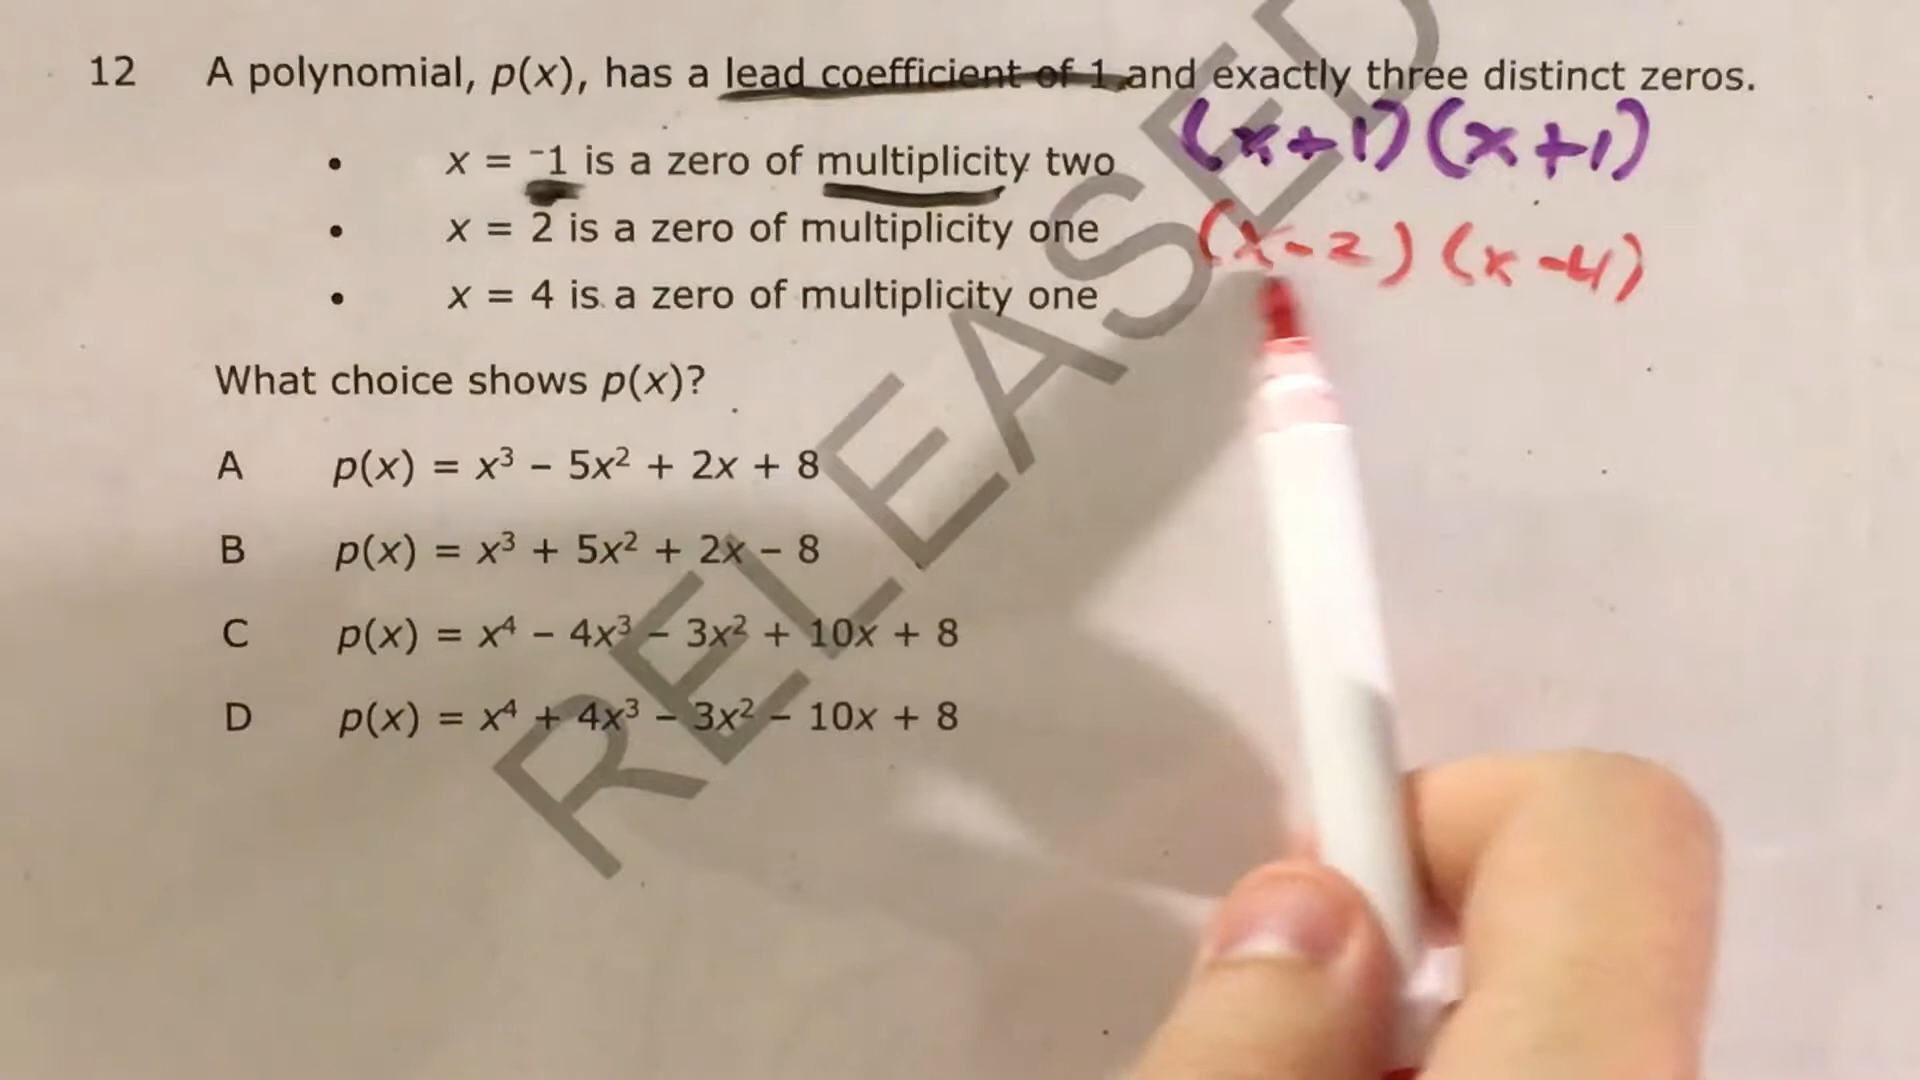 12 A polynomial, p(x), has a lead coefficient of 1 and exactly three distinct zeros.
(x+1)(x+1)
• x = ⁻1 is a zero of multiplicity two
• x = 2 is a zero of multiplicity one
(x-2)(x-4)
• x = 4 is a zero of multiplicity one
What choice shows p(x)?
A p(x) = x³ − 5x² + 2x + 8
B p(x) = x³ + 5x² + 2x − 8
C p(x) = x⁴ − 4x³ − 3x² + 10x + 8
D p(x) = x⁴ + 4x³ − 3x² − 10x + 8
RELEASED